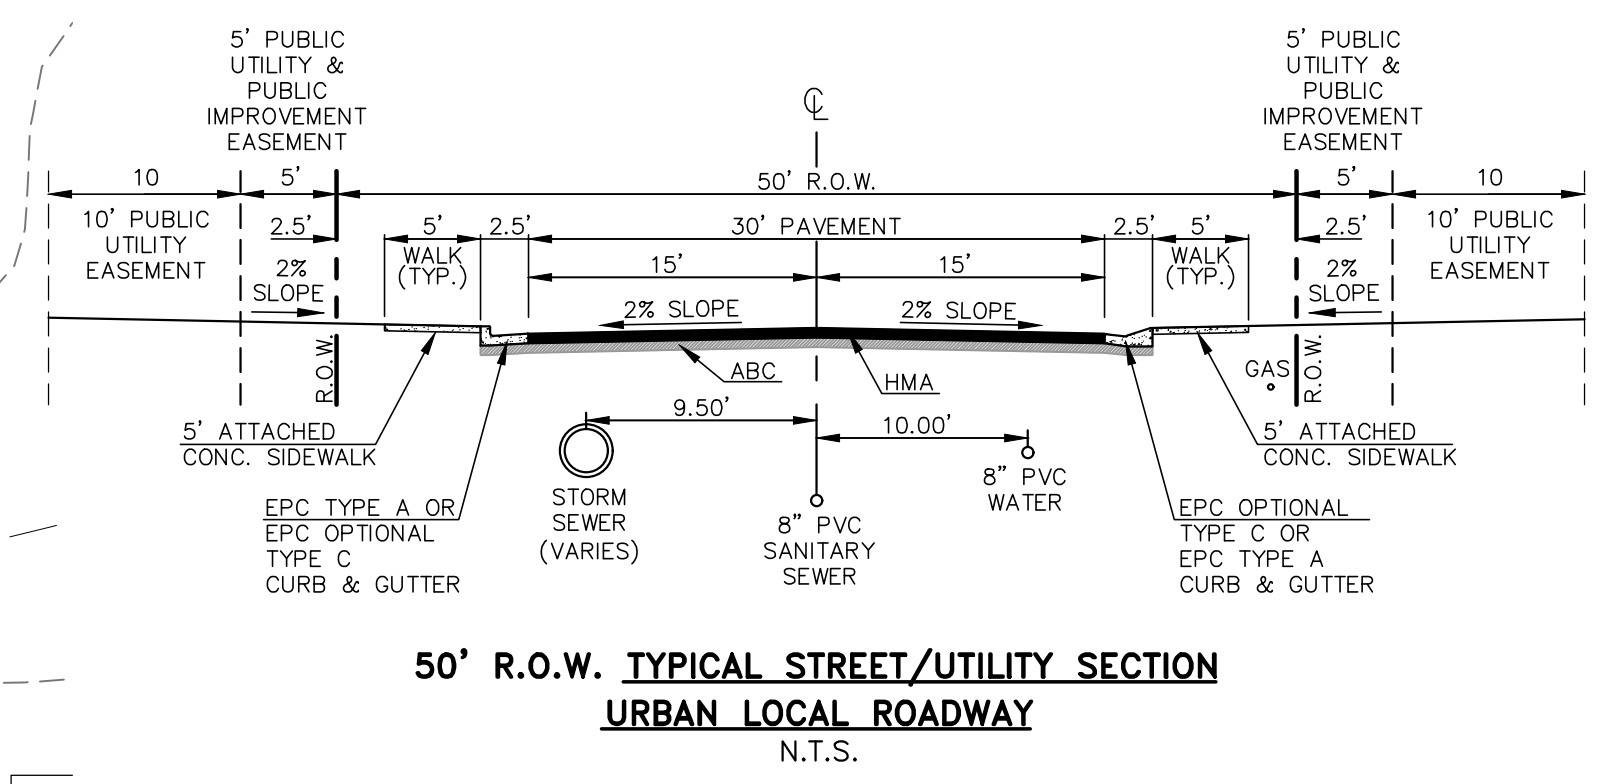 5' PUBLIC
UTILITY &
PUBLIC
IMPROVEMENT
EASEMENT
℄
5' PUBLIC
UTILITY &
PUBLIC
IMPROVEMENT
EASEMENT
10
5'
50' R.O.W.
5'
10
10' PUBLIC
UTILITY
EASEMENT
2.5'
5'
WALK
(TYP.)
2.5'
30' PAVEMENT
2.5'
5'
WALK
(TYP.)
2.5'
10' PUBLIC
UTILITY
EASEMENT
15'
15'
2%
SLOPE
2% SLOPE
2% SLOPE
2%
SLOPE
R.O.W.
ABC
HMA
GAS
R.O.W.
9.50'
10.00'
5' ATTACHED
CONC. SIDEWALK
5' ATTACHED
CONC. SIDEWALK
EPC TYPE A OR
EPC OPTIONAL
TYPE C
CURB & GUTTER
STORM
SEWER
(VARIES)
8" PVC
SANITARY
SEWER
8" PVC
WATER
EPC OPTIONAL
TYPE C OR
EPC TYPE A
CURB & GUTTER
50' R.O.W. TYPICAL STREET/UTILITY SECTION
URBAN LOCAL ROADWAY
N.T.S.